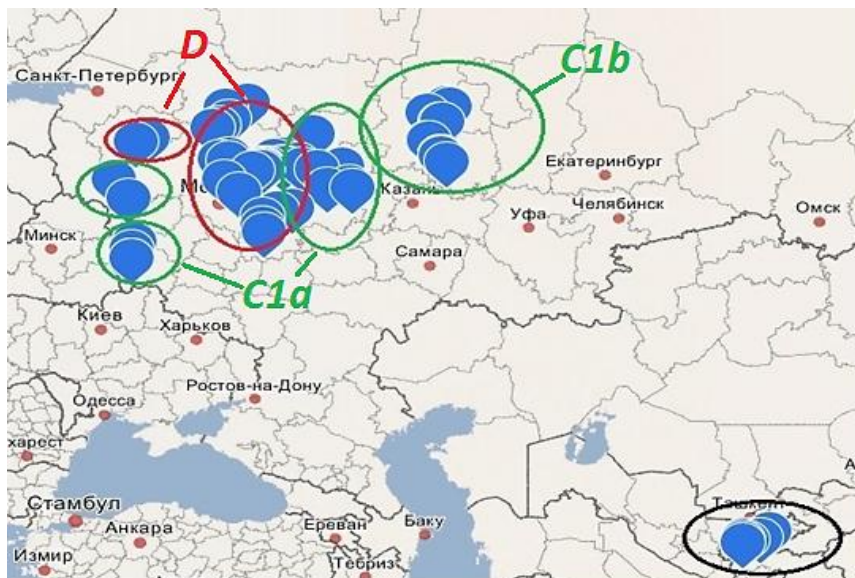 D
C1b
Санкт-Петербург
Екатеринбург
Казань
Челябинск
Уфа
Омск
Минск
Самара
C1a
Киев
Харьков
Ростов-на-Дону
Одесса
Стамбул
Анкара
Ереван
Баку
Измир
Тебриз
Ташкент